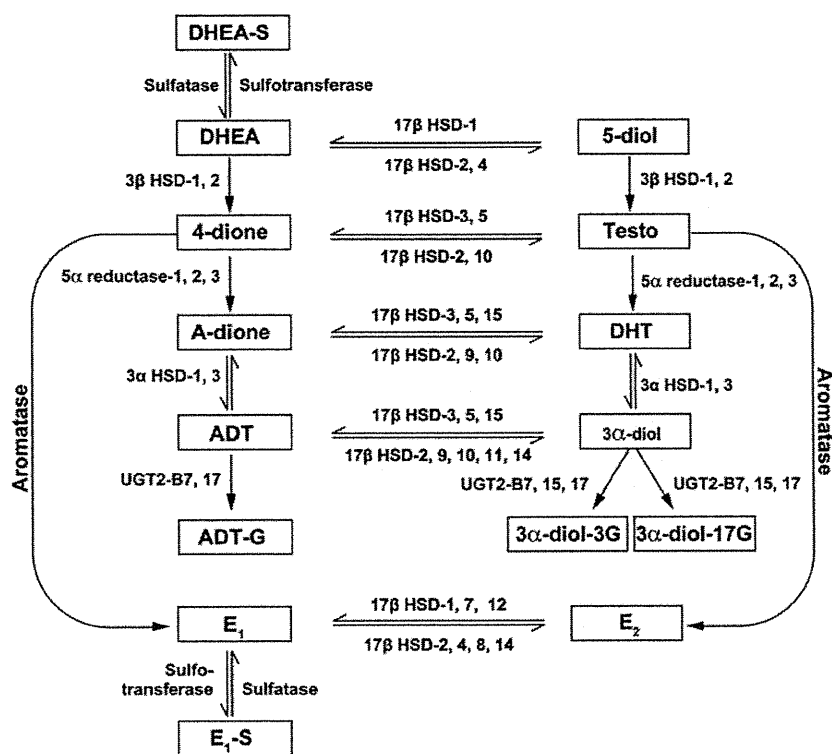 DHEA-S
Sulfatase Sulfotransferase
DHEA
17β HSD-1
17β HSD-2, 4
5-diol
3β HSD-1, 2
3β HSD-1, 2
4-dione
17β HSD-3, 5
17β HSD-2, 10
Testo
5α reductase-1, 2, 3
5α reductase-1, 2, 3
A-dione
17β HSD-3, 5, 15
17β HSD-2, 9, 10
DHT
Aromatase
3α HSD-1, 3
3α HSD-1, 3
Aromatase
ADT
17β HSD-3, 5, 15
17β HSD-2, 9, 10, 11, 14
3α-diol
UGT2-B7, 17
UGT2-B7, 15, 17
UGT2-B7, 15, 17
ADT-G
3α-diol-3G
3α-diol-17G
E₁
17β HSD-1, 7, 12
17β HSD-2, 4, 8, 14
E₂
Sulfo-
transferase
Sulfatase
E₁-S